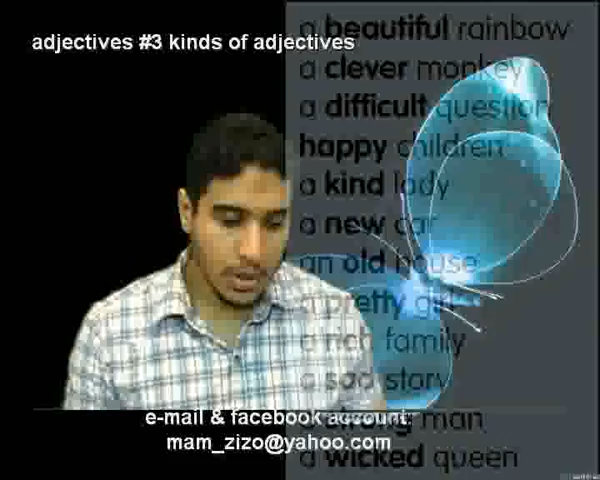 adjectives #3 kinds of adjectives
a beautiful rainbow
a clever monkey
a difficult question
happy children
a kind lady
a new car
an old house
a pretty girl
a rich family
a sad story
a strong man
a wicked queen
e-mail & facebook account
mam_zizo@yahoo.com